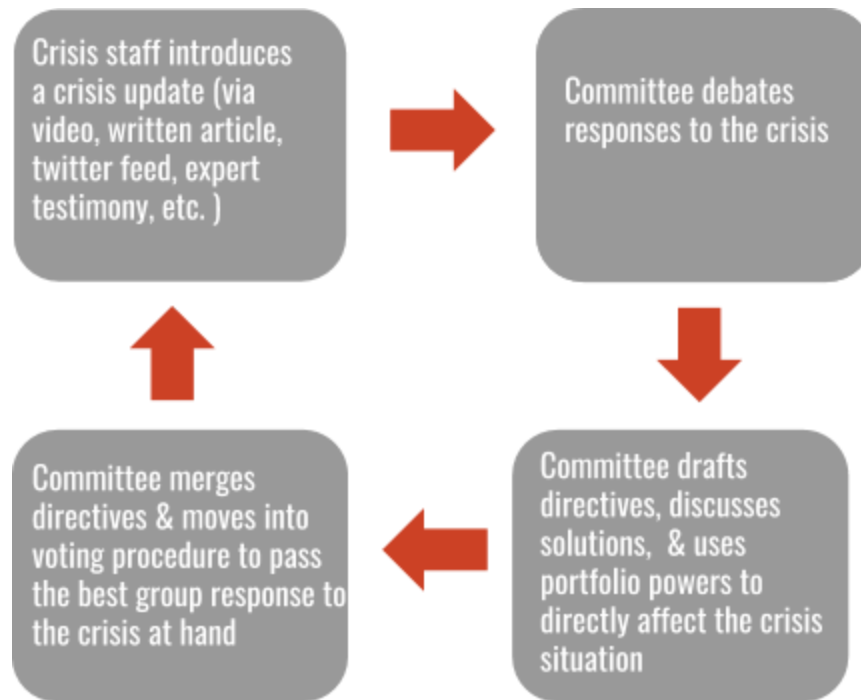 Crisis staff introduces
a crisis update (via
video, written article,
twitter feed, expert
testimony, etc. )
Committee debates
responses to the crisis
Committee drafts
directives, discusses
solutions,  & uses
portfolio powers to
directly affect the crisis
situation
Committee merges
directives & moves into
voting procedure to pass
the best group response to
the crisis at hand